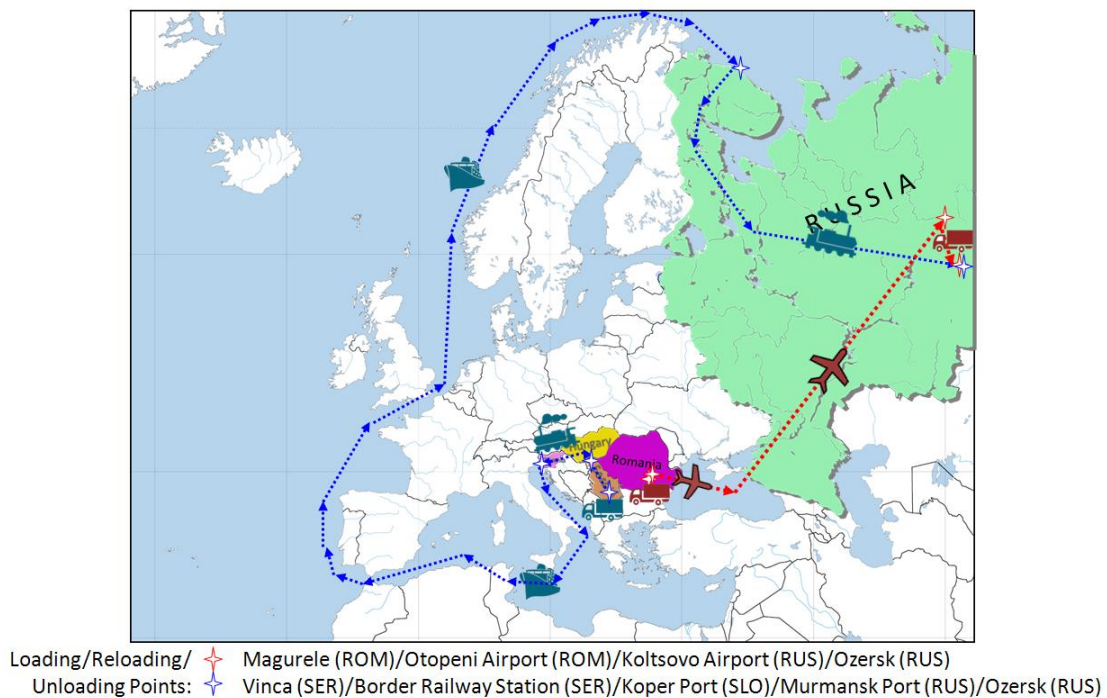 RUSSIA
Hungary
Romania
Loading/Reloading/ Magurele (ROM)/Otopeni Airport (ROM)/Koltsovo Airport (RUS)/Ozersk (RUS)
Unloading Points: Vinca (SER)/Border Railway Station (SER)/Koper Port (SLO)/Murmansk Port (RUS)/Ozersk (RUS)